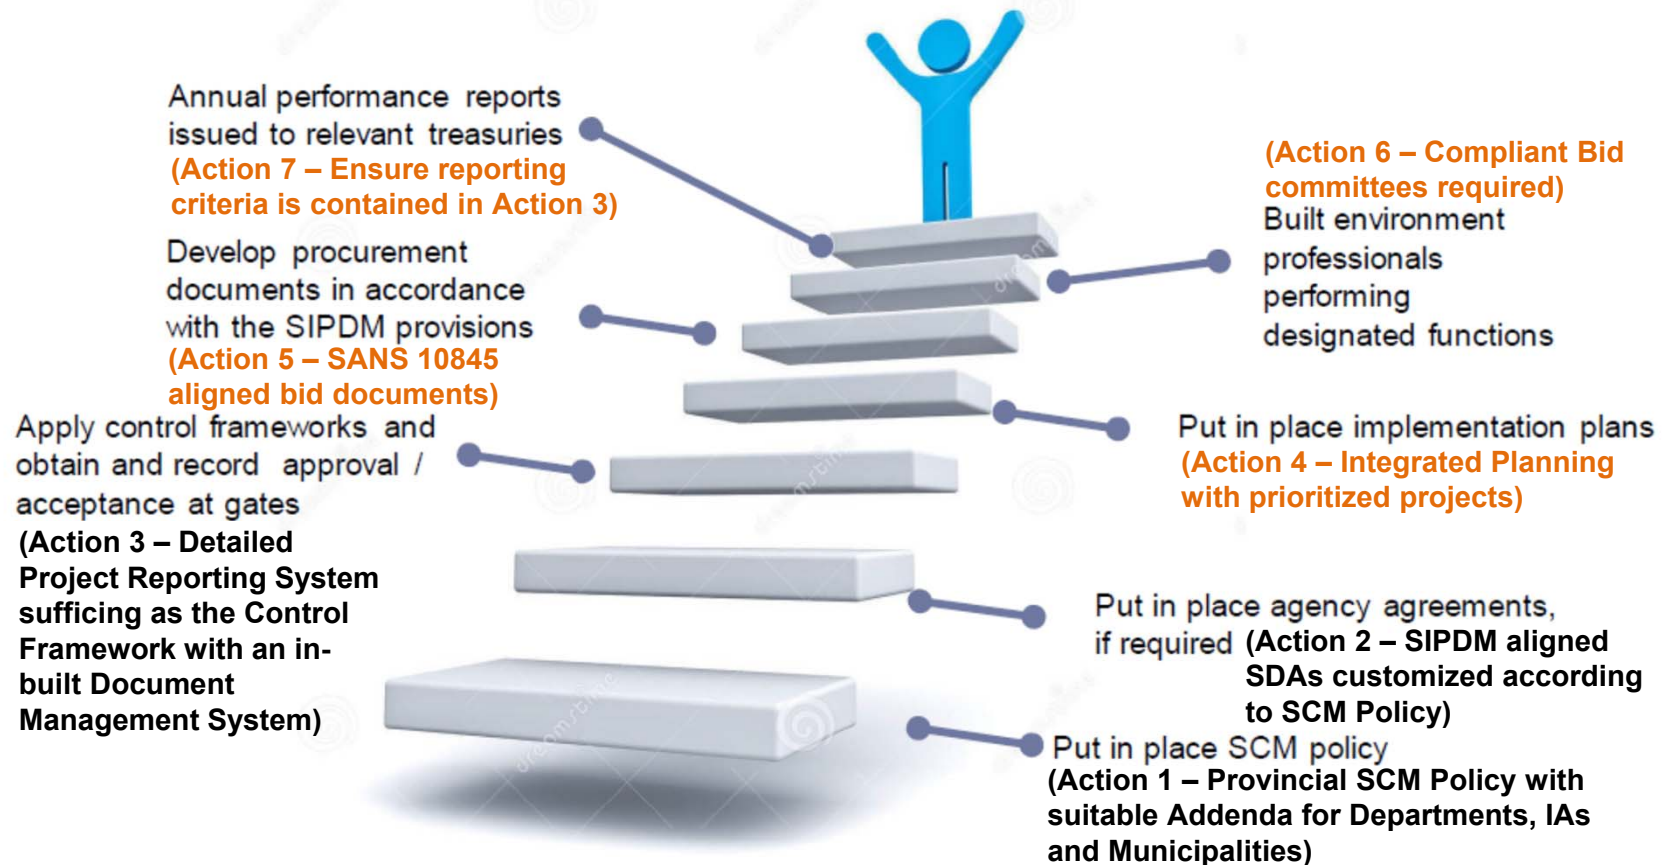 Annual performance reports
issued to relevant treasuries
(Action 7 – Ensure reporting
criteria is contained in Action 3)
(Action 6 – Compliant Bid
committees required)
Built environment
professionals
performing
designated functions
Develop procurement
documents in accordance
with the SIPDM provisions
(Action 5 – SANS 10845
aligned bid documents)
Put in place implementation plans
(Action 4 – Integrated Planning
with prioritized projects)
Apply control frameworks and
obtain and record approval /
acceptance at gates
(Action 3 – Detailed
Project Reporting System
sufficing as the Control
Framework with an in-
built Document
Management System)
Put in place agency agreements,
if required (Action 2 – SIPDM aligned
SDAs customized according
to SCM Policy)
Put in place SCM policy
(Action 1 – Provincial SCM Policy with
suitable Addenda for Departments, IAs
and Municipalities)
dreamstime
dreamstime
dreamstime